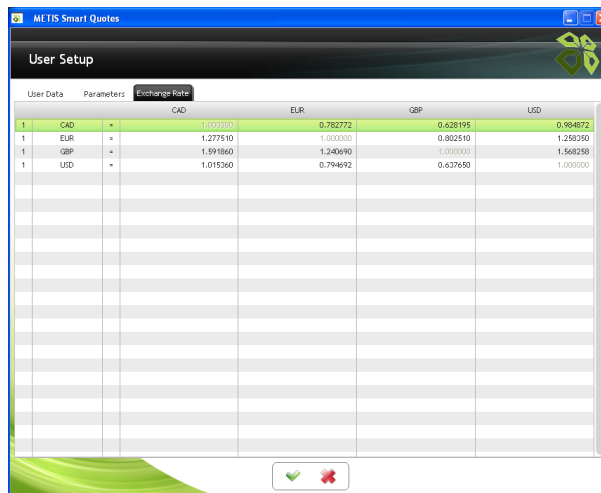 METIS Smart Quotes
User Setup
User Data Parameters Exchange Rate
CAD EUR GBP USD
1 CAD = 1.000000 0.782772 0.628195 0.984872
1 EUR = 1.277510 1.000000 0.802510 1.258350
1 GBP = 1.591860 1.240690 1.000000 1.568258
1 USD = 1.015360 0.794692 0.637650 1.000000